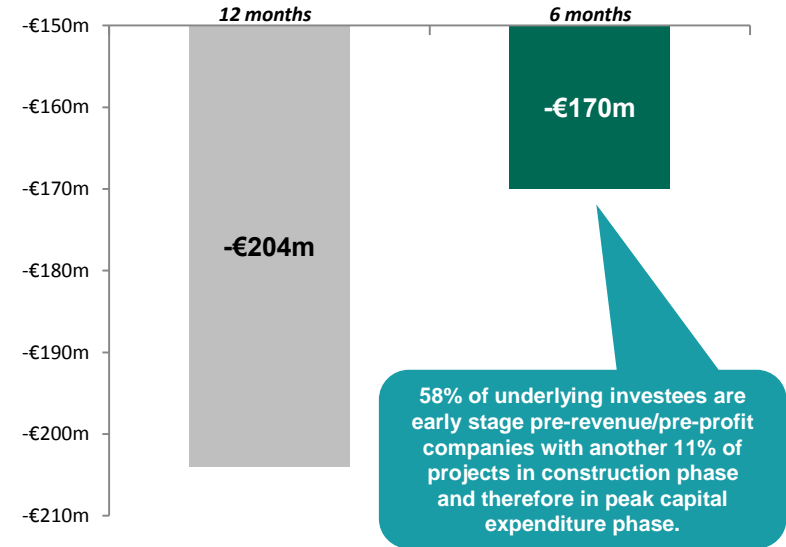 12 months
6 months
-€150m
-€160m
-€170m
-€180m
-€190m
-€200m
-€210m
-€204m
-€170m
58% of underlying investees are
early stage pre-revenue/pre-profit
companies with another 11% of
projects in construction phase
and therefore in peak capital
expenditure phase.